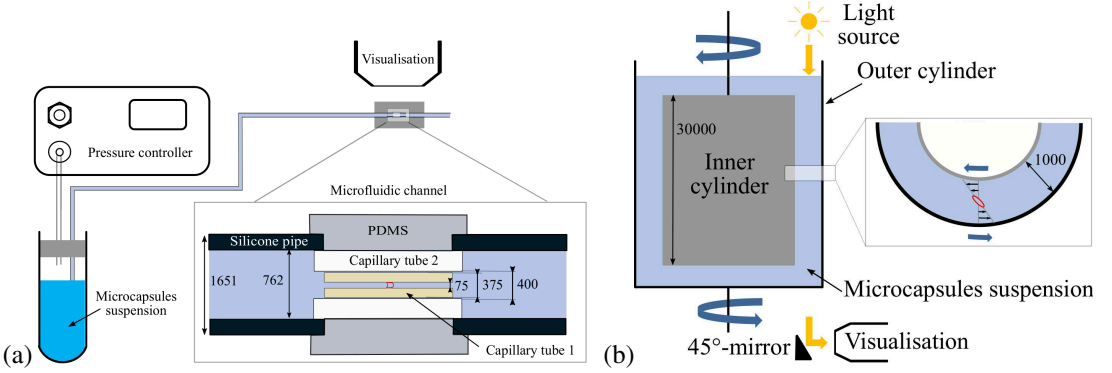 Visualisation
Pressure controller
Microfluidic channel
PDMS
Silicone pipe
Capillary tube 2
1651
762
75
375
400
Microcapsules
suspension
Capillary tube 1
(a)
Light
source
Outer cylinder
30000
Inner
cylinder
1000
Microcapsules suspension
45°-mirror
Visualisation
(b)